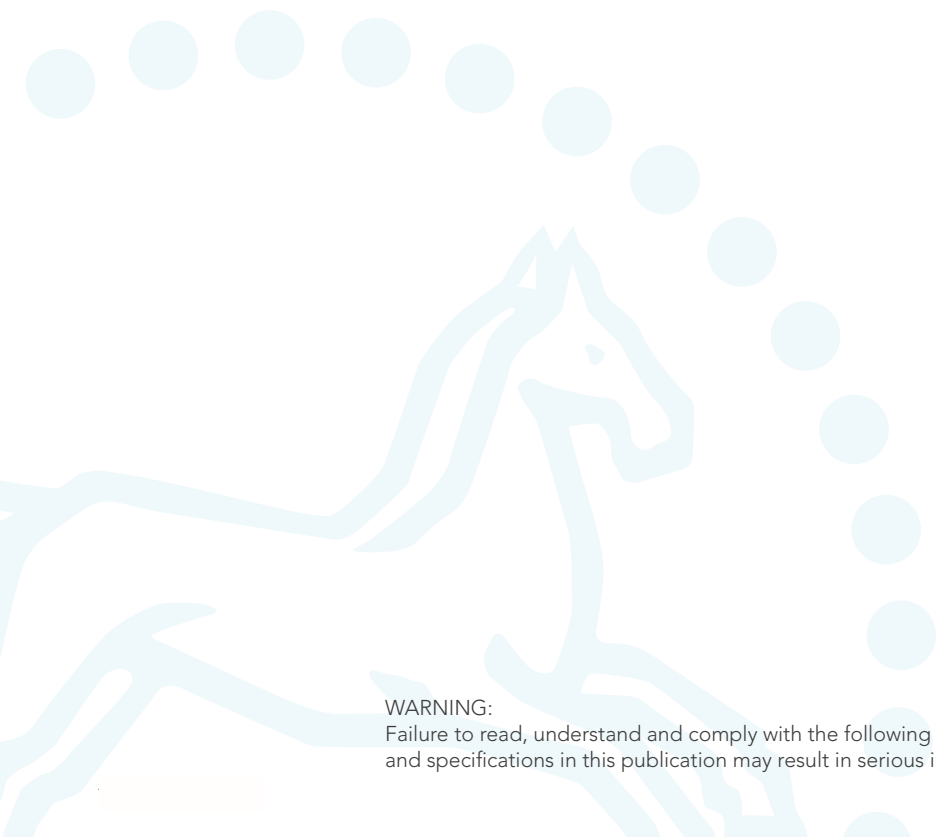 WARNING:
Failure to read, understand and comply with the following
and specifications in this publication may result in serious i